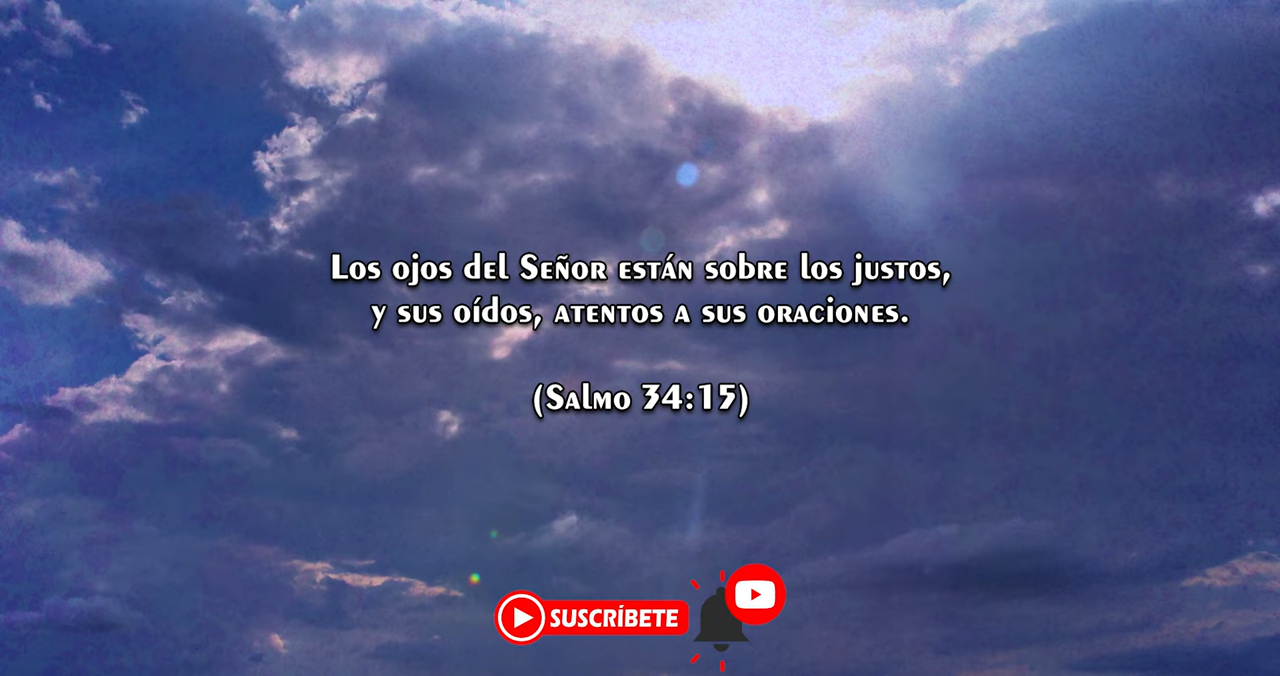 Los ojos del Señor están sobre los justos,
y sus oídos, atentos a sus oraciones.
(Salmo 34:15)
SUSCRÍBETE